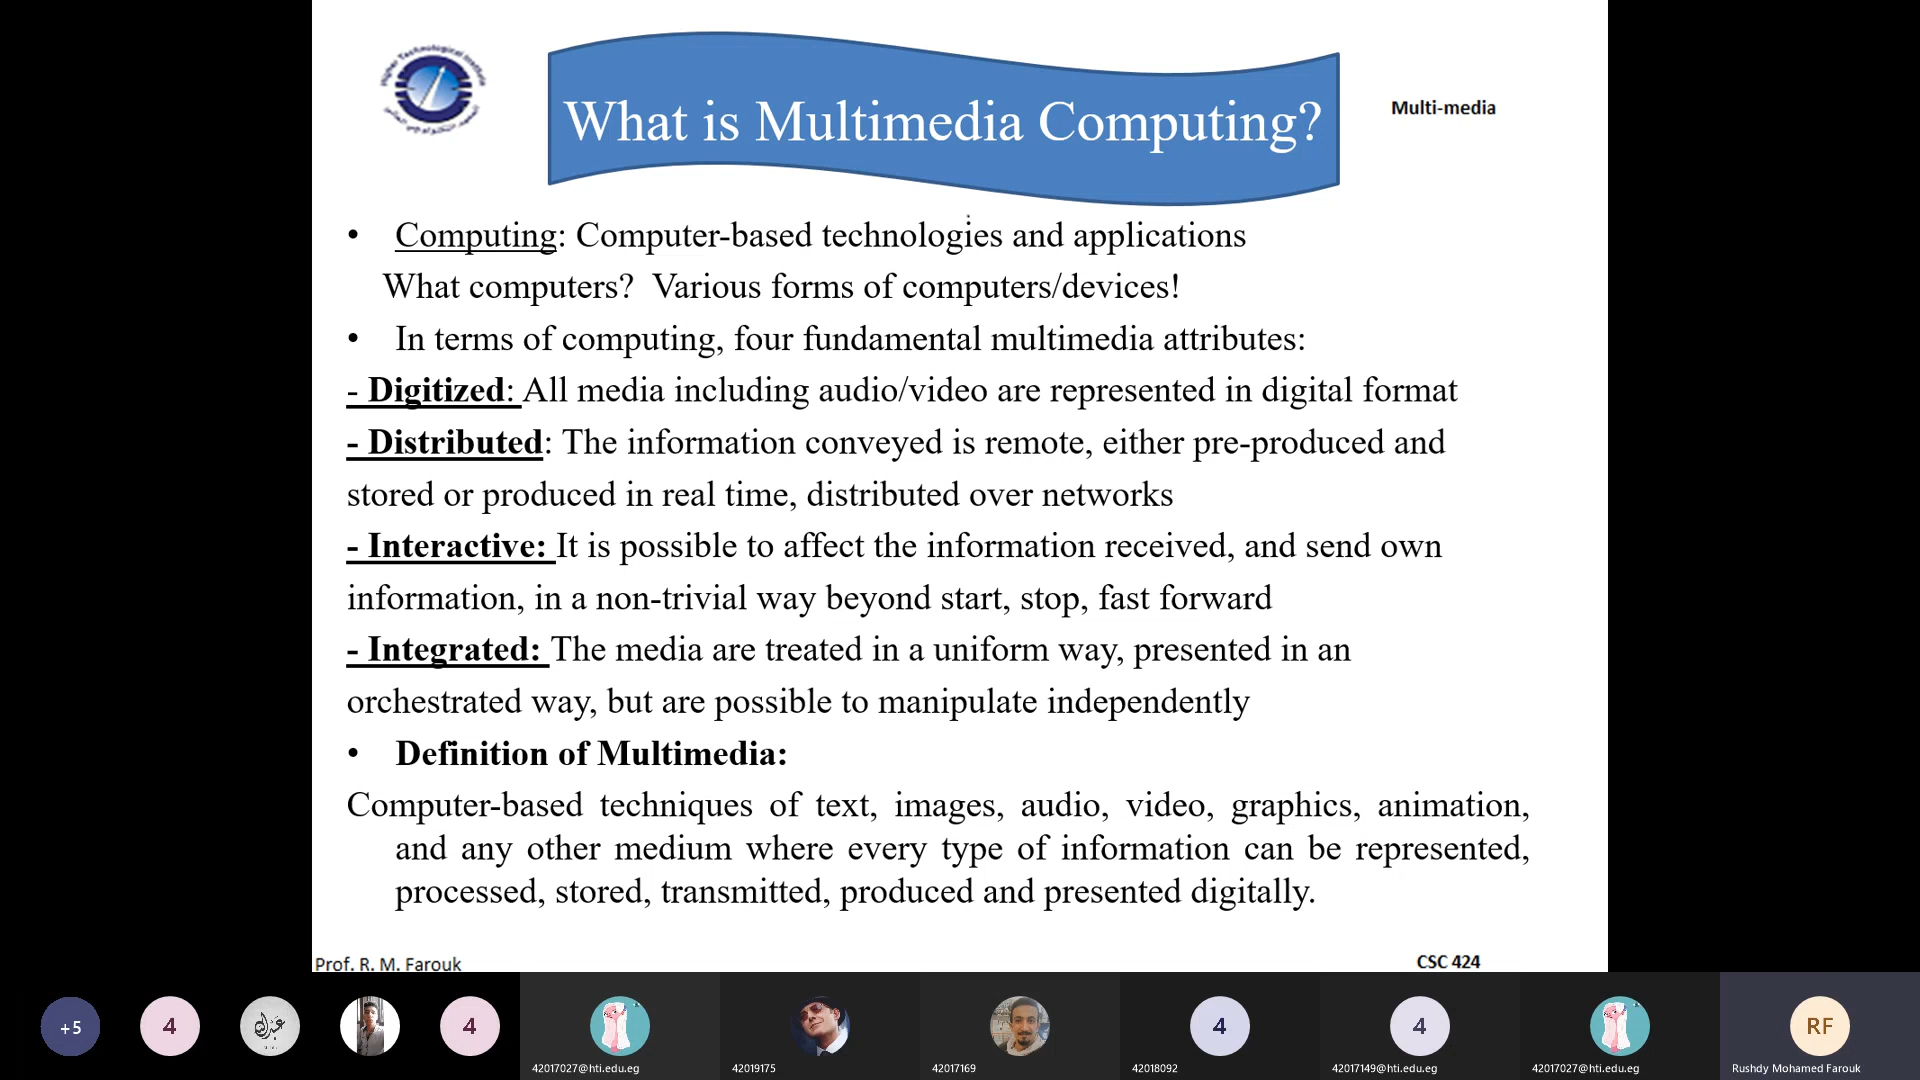 Higher Technological Institute
What is Multimedia Computing?
Multi-media
• Computing: Computer-based technologies and applications
What computers? Various forms of computers/devices!
• In terms of computing, four fundamental multimedia attributes:
- Digitized: All media including audio/video are represented in digital format
- Distributed: The information conveyed is remote, either pre-produced and
stored or produced in real time, distributed over networks
- Interactive: It is possible to affect the information received, and send own
information, in a non-trivial way beyond start, stop, fast forward
- Integrated: The media are treated in a uniform way, presented in an
orchestrated way, but are possible to manipulate independently
• Definition of Multimedia:
Computer-based techniques of text, images, audio, video, graphics, animation,
and any other medium where every type of information can be represented,
processed, stored, transmitted, produced and presented digitally.
Prof. R. M. Farouk
CSC 424
+5
4
4
4
4
RF
42017027@hti.edu.eg
42019175
42017169
42018092
42017149@hti.edu.eg
42017027@hti.edu.eg
Rushdy Mohamed Farouk